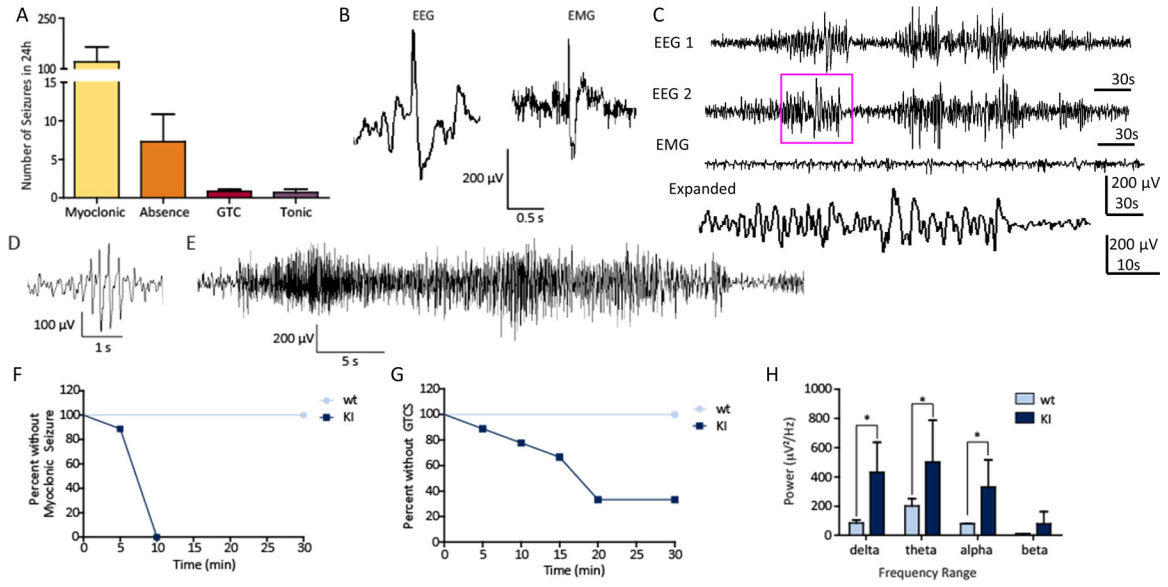 A
Number of Seizures in 24h
250
100
15
10
5
0
Myoclonic
Absence
GTC
Tonic
B
EEG
EMG
200 µV
0.5 s
C
EEG 1
30s
EEG 2
30s
EMG
200 µV
30s
Expanded
200 µV
10s
D
100 µV
1 s
E
200 µV
5 s
F
Percent without
Myoclonic Seizure
120
100
80
60
40
20
0
0
5
10
15
20
25
30
Time (min)
wt
KI
G
Percent without GTCS
120
100
80
60
40
20
0
0
5
10
15
20
25
30
Time (min)
wt
KI
H
Power (µV²/Hz)
1000
800
600
400
200
0
*
*
*
wt
KI
delta
theta
alpha
beta
Frequency Range